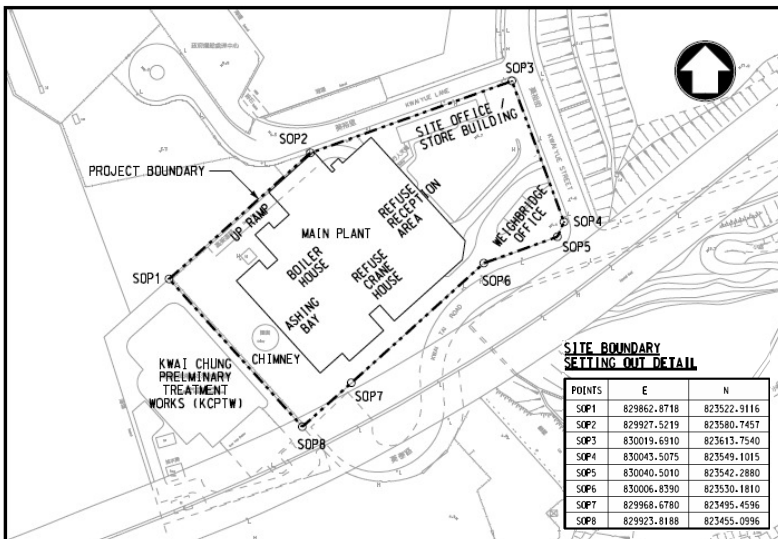 SOP3
KWAI YUE LANE
SITE OFFICE /
STORE BUILDING
SOP2
PROJECT BOUNDARY
KWAI YUE STREET
UP RAMP
REFUSE
RECEPTION
AREA
MAIN PLANT
WEIGHBRIDGE
OFFICE
SOP4
SOP5
BOILER
HOUSE
REFUSE
CRANE
HOUSE
SOP6
SOP1
ASHING
BAY
KWAI TAI ROAD
CHIMNEY
KWAI CHUNG
PRELIMINARY
TREATMENT
WORKS (KCPTW)
SOP7
SOP8
SITE BOUNDARY
SETTING OUT DETAIL
POINTS E N
SOP1 829862.8718 823522.9116
SOP2 829927.5219 823580.7457
SOP3 830019.6910 823613.7540
SOP4 830043.5075 823549.1015
SOP5 830040.5010 823542.2880
SOP6 830006.8390 823530.1810
SOP7 829968.6780 823495.4596
SOP8 829923.8188 823455.0996